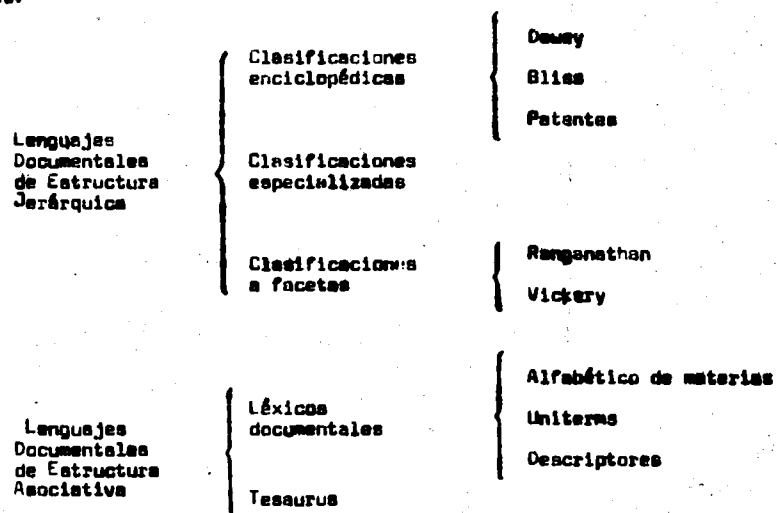 Lenguajes
Documentales
de Estructura
Jerárquica
Clasificaciones
enciclopédicas
Dewey
Bliss
Patentes
Clasificaciones
especializadas
Clasificaciones
a facetas
Ranganathan
Vickery
Lenguajes
Documentales
de Estructura
Asociativa
Léxicos
documentales
Alfabético de materias
Uniterms
Descriptores
Tesaurus